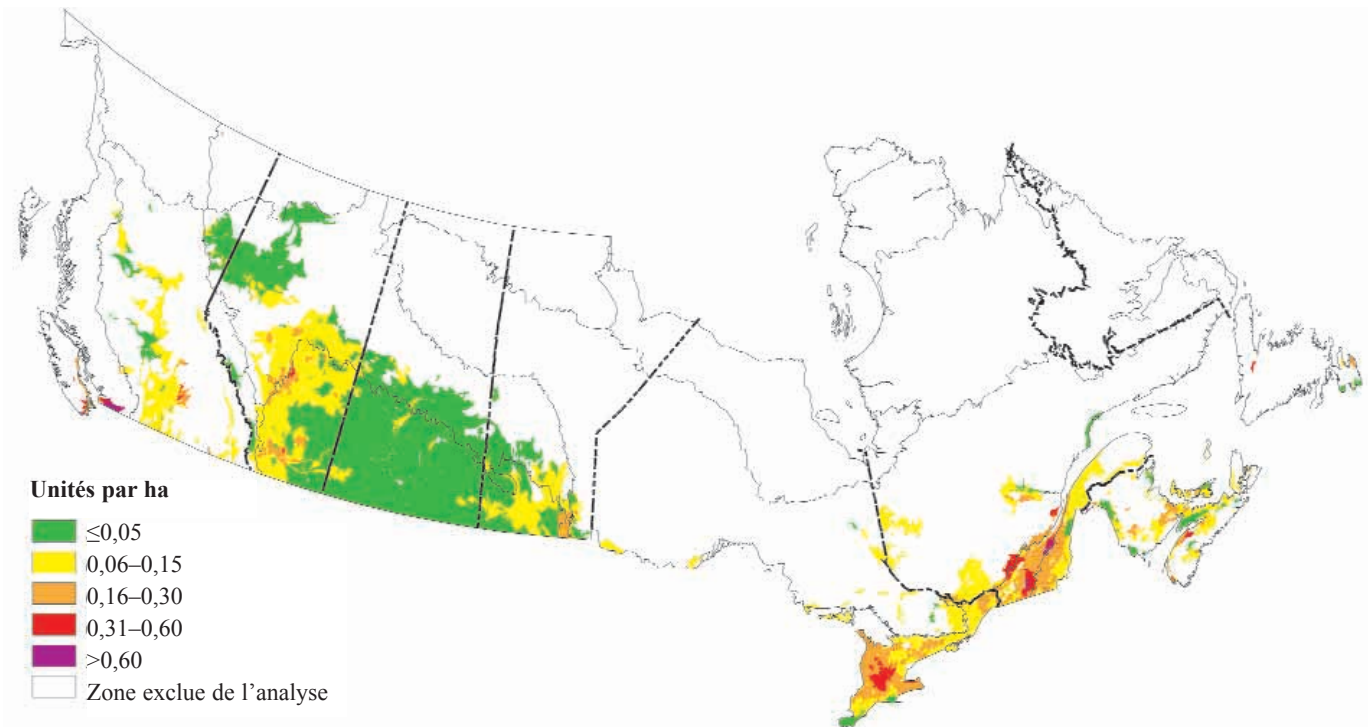 Unités par ha
≤0,05
0,06–0,15
0,16–0,30
0,31–0,60
>0,60
Zone exclue de l’analyse